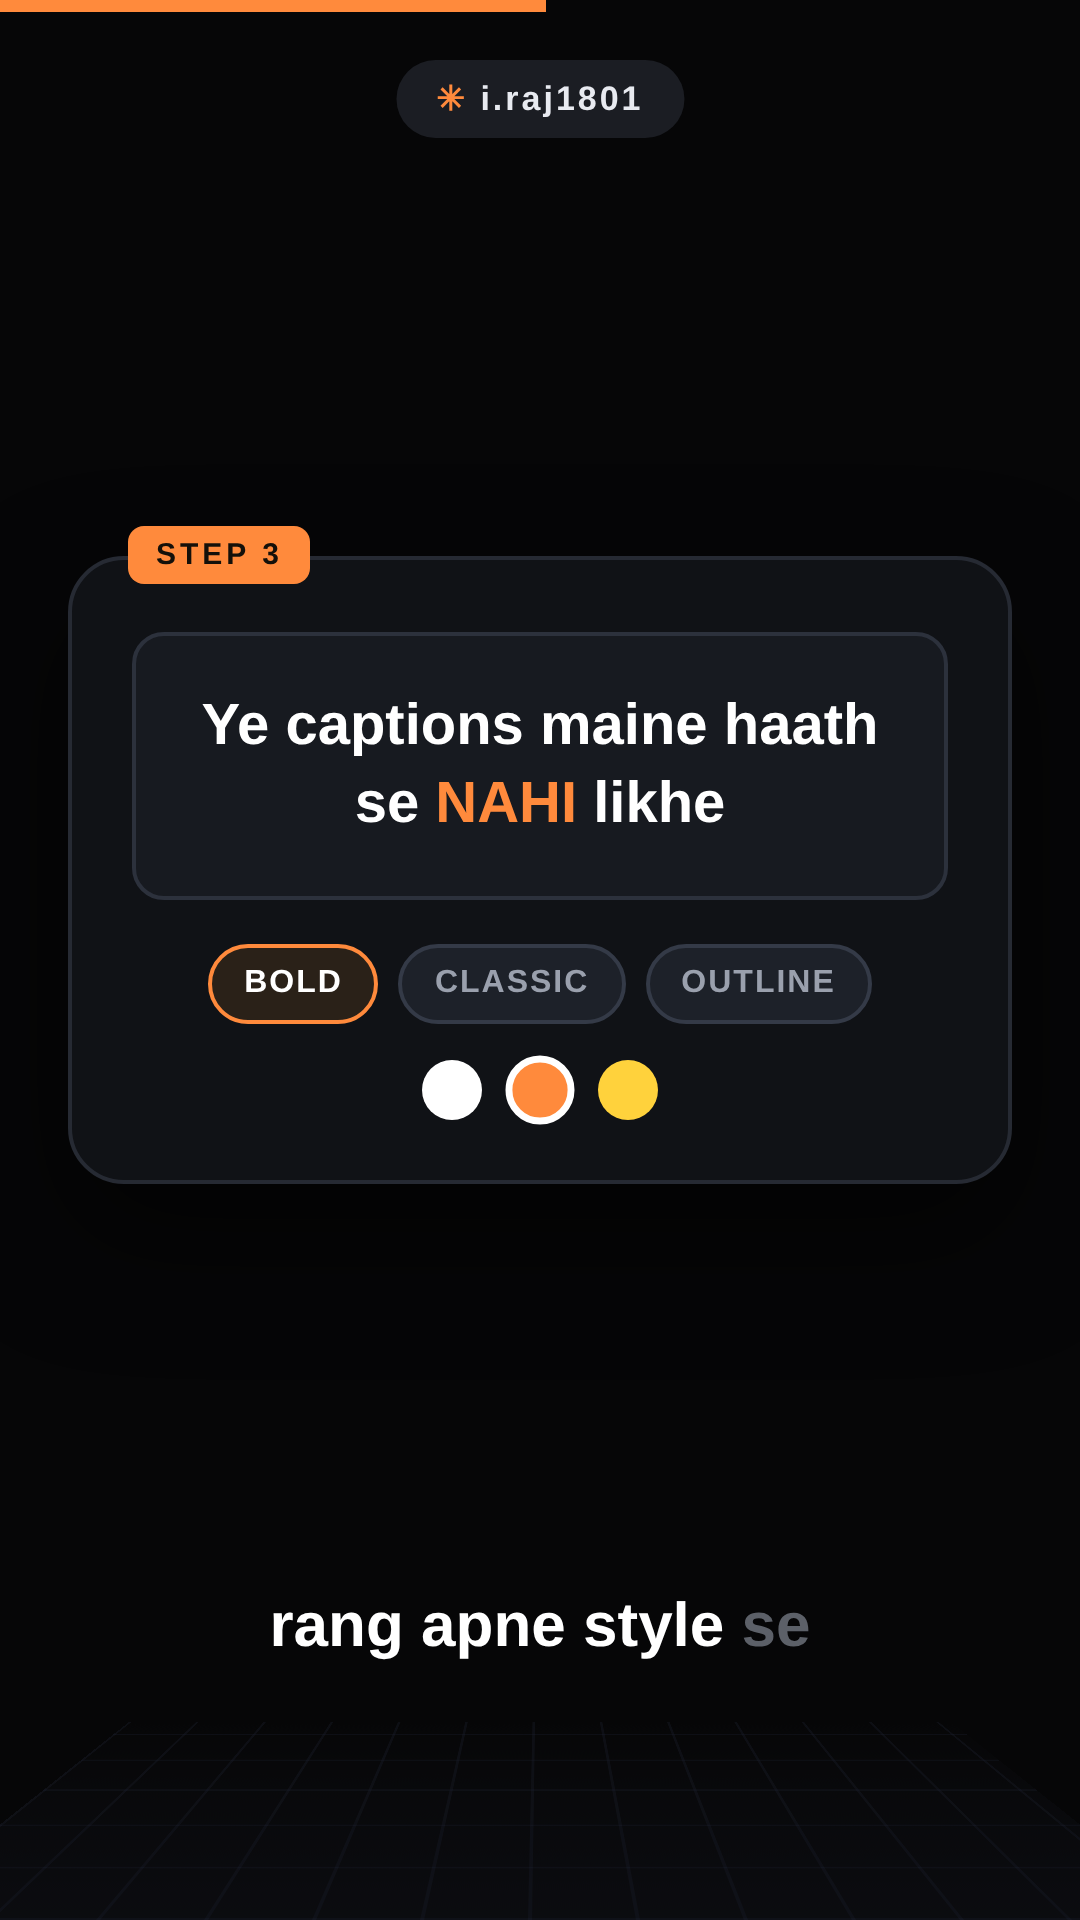 ✳ i.raj1801
STEP 3
Ye captions maine haath
se NAHI likhe
BOLD CLASSIC OUTLINE
rang apne style se